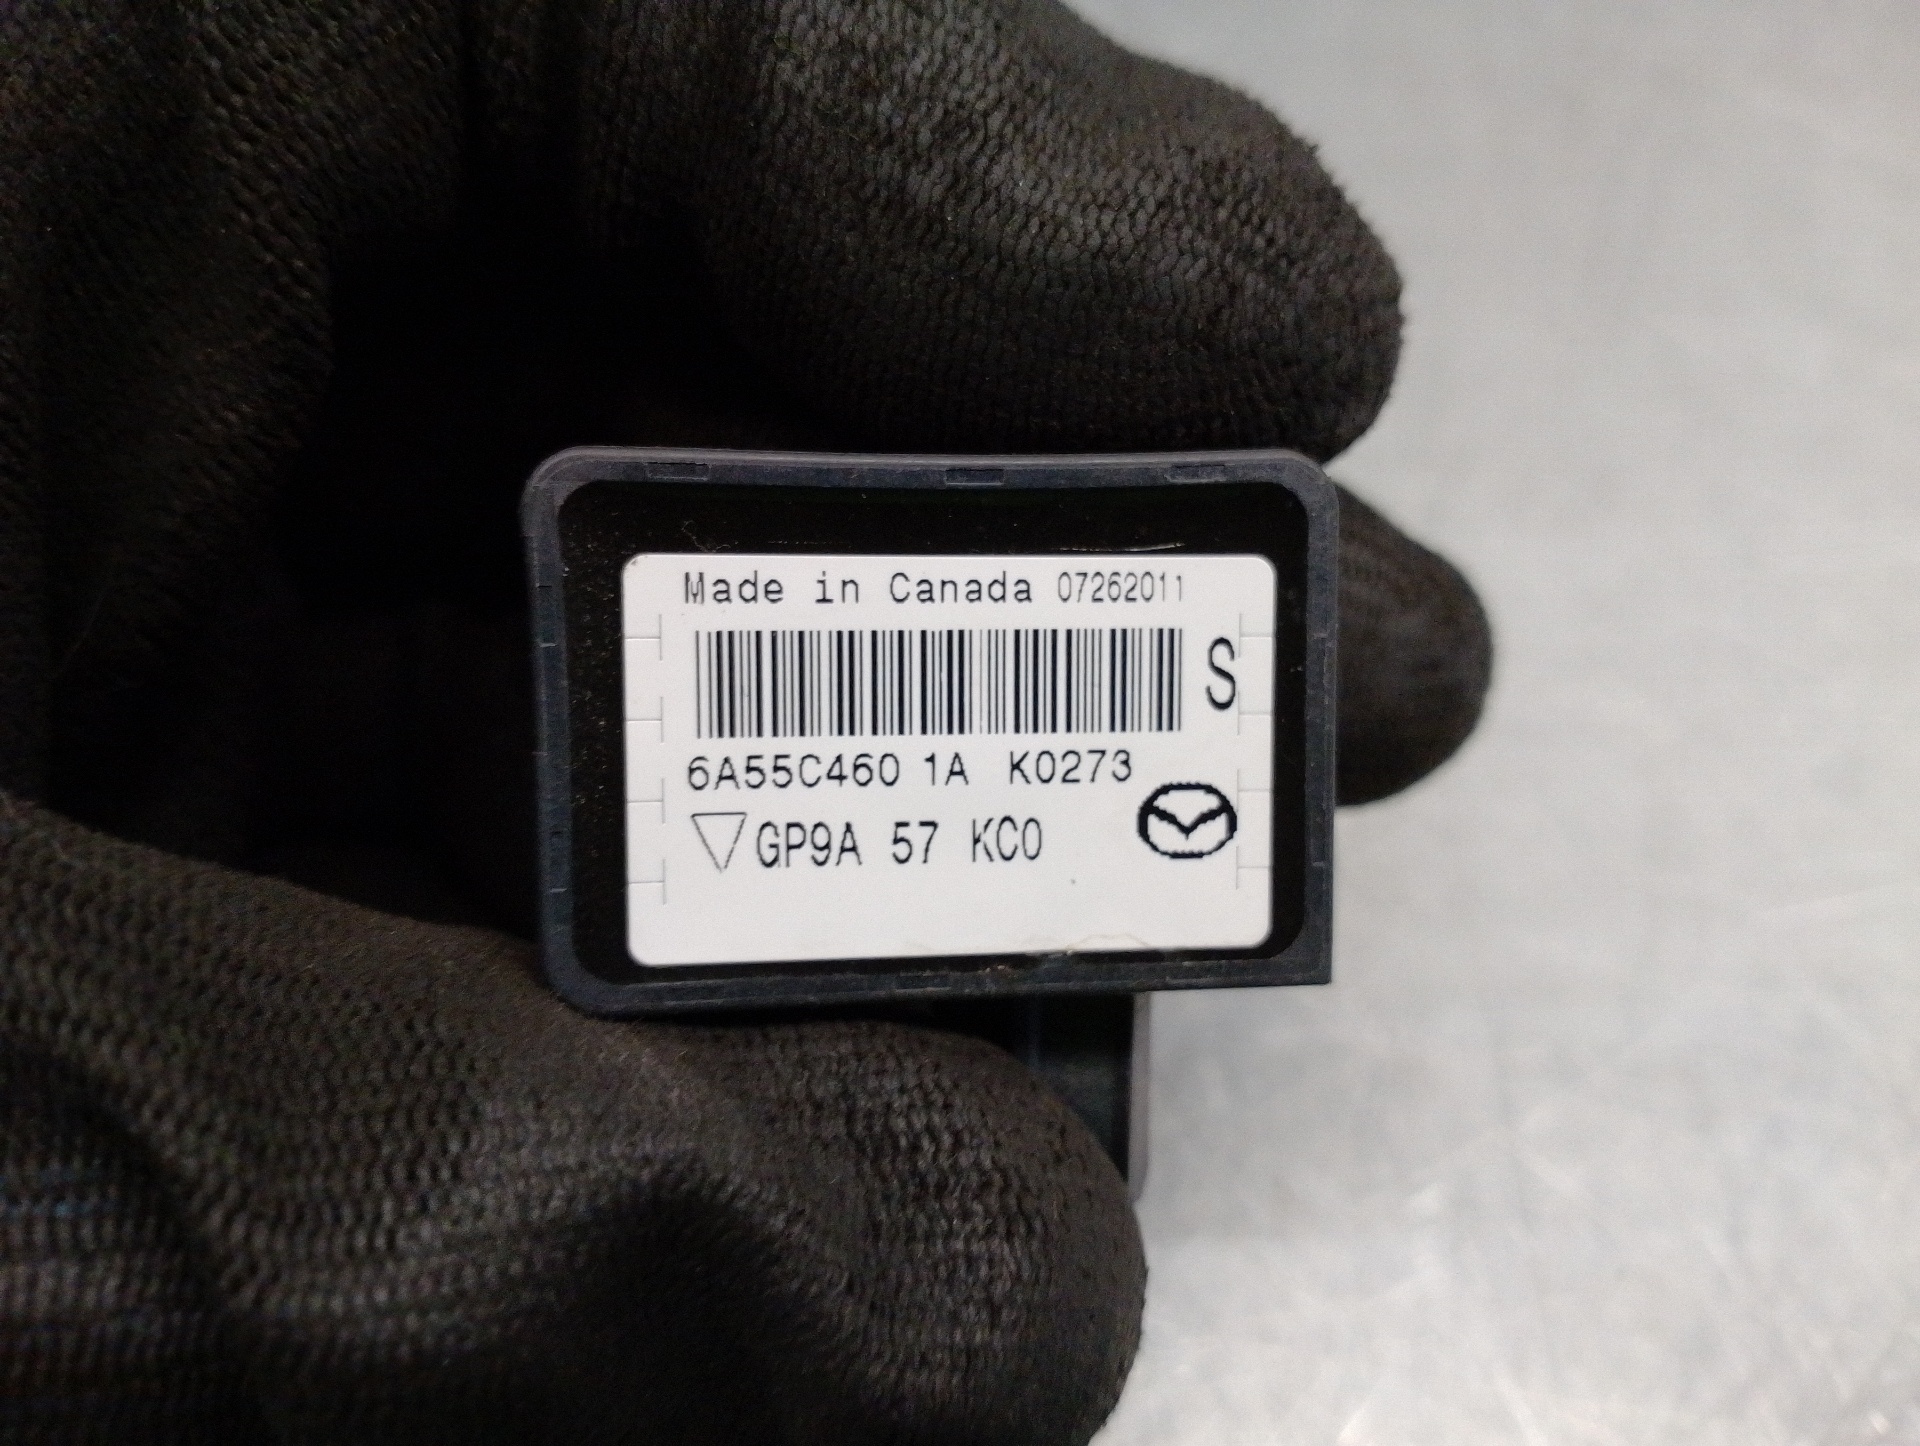 Made in Canada 07262011
S
6A55C460 1A K0273
GP9A 57 KC0